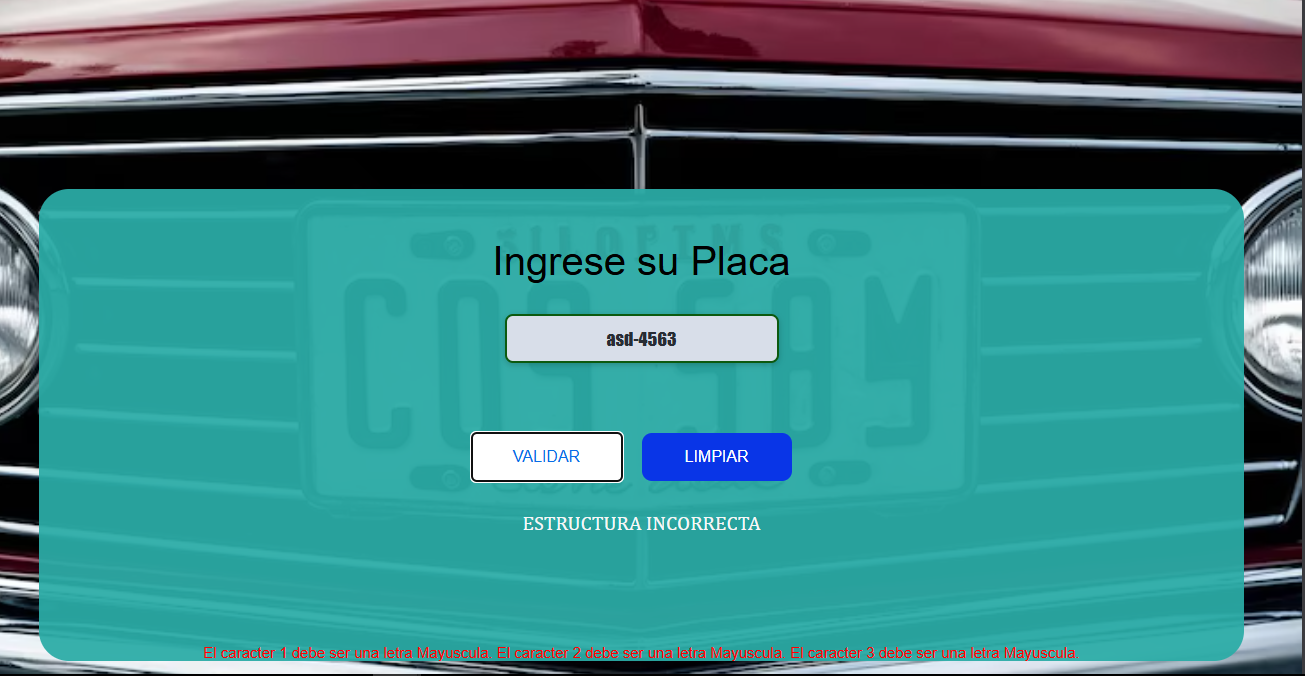 Ingrese su Placa
asd-4563
VALIDAR LIMPIAR
ESTRUCTURA INCORRECTA
El caracter 1 debe ser una letra Mayuscula. El caracter 2 debe ser una letra Mayuscula. El caracter 3 debe ser una letra Mayuscula.